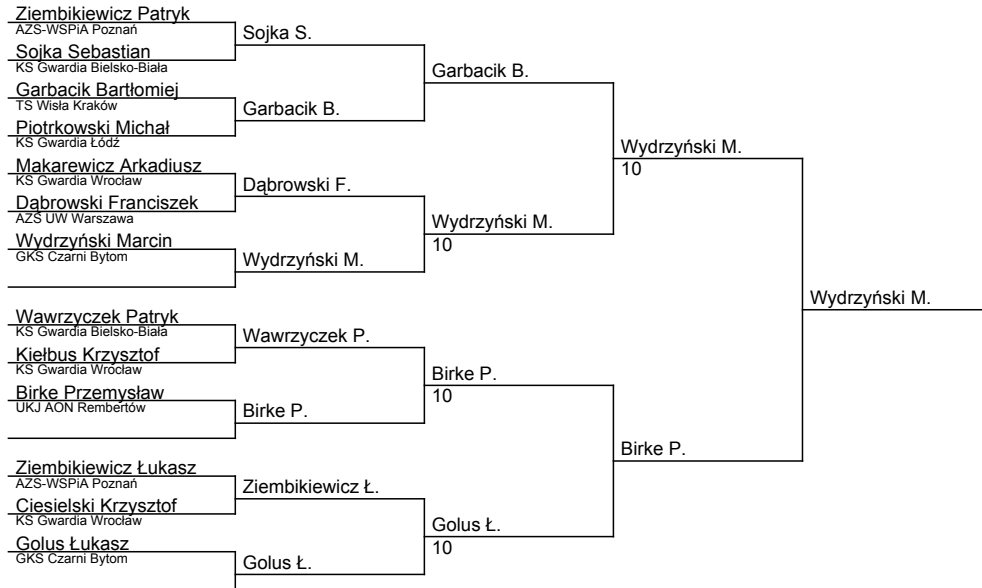 Ziembikiewicz Patryk
AZS-WSPiA Poznań
Sojka Sebastian
KS Gwardia Bielsko-Biała
Garbacik Bartłomiej
TS Wisła Kraków
Piotrkowski Michał
KS Gwardia Łódź
Makarewicz Arkadiusz
KS Gwardia Wrocław
Dąbrowski Franciszek
AZS UW Warszawa
Wydrzyński Marcin
GKS Czarni Bytom
Wawrzyczek Patryk
KS Gwardia Bielsko-Biała
Kiełbus Krzysztof
KS Gwardia Wrocław
Birke Przemysław
UKJ AON Rembertów
Ziembikiewicz Łukasz
AZS-WSPiA Poznań
Ciesielski Krzysztof
KS Gwardia Wrocław
Golus Łukasz
GKS Czarni Bytom
Sojka S.
Garbacik B.
Dąbrowski F.
Wydrzyński M.
Wawrzyczek P.
Birke P.
Ziembikiewicz Ł.
Golus Ł.
Garbacik B.
Wydrzyński M.
10
Birke P.
10
Golus Ł.
10
Wydrzyński M.
10
Birke P.
Wydrzyński M.